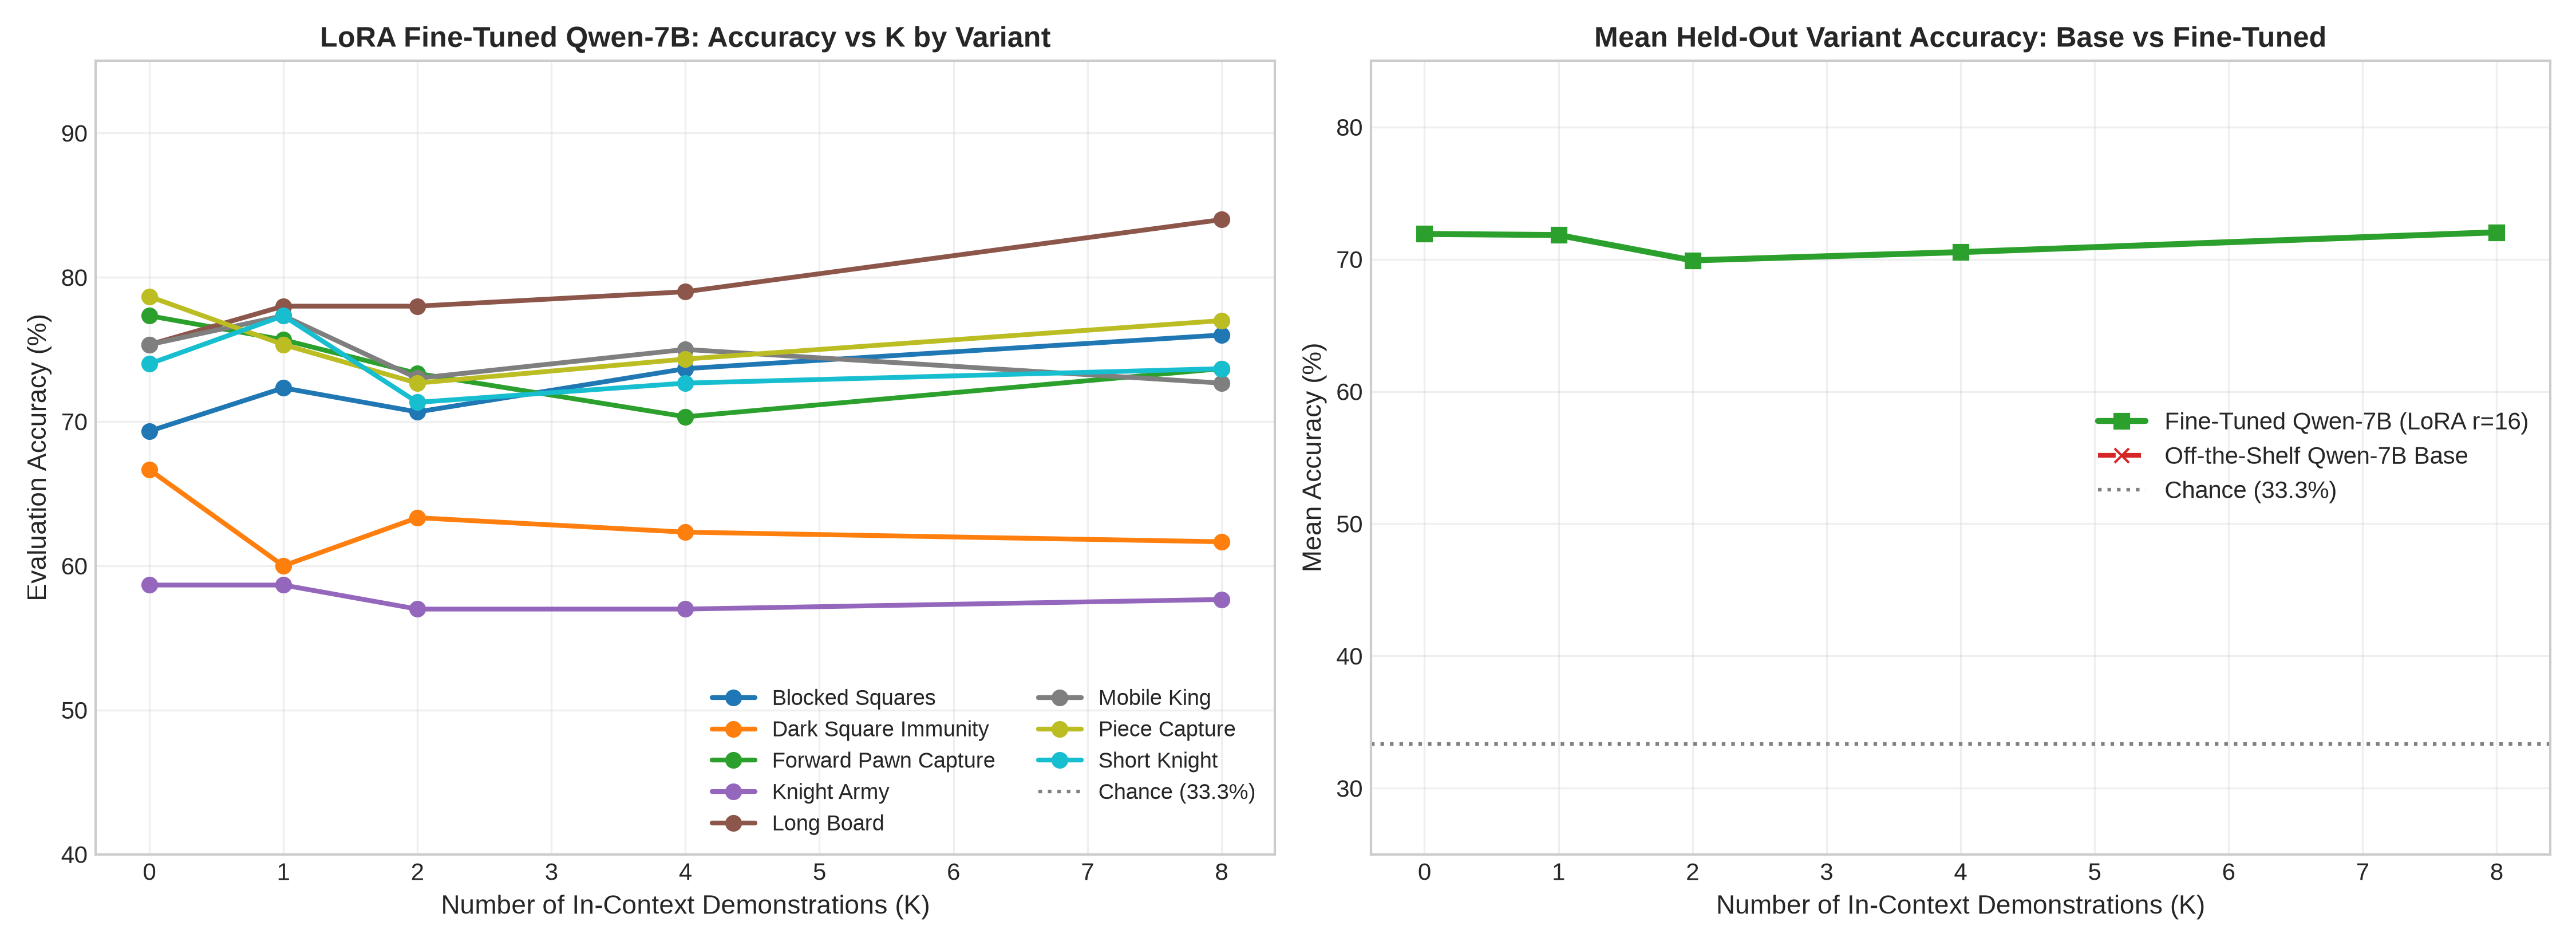 LoRA Fine-Tuned Qwen-7B: Accuracy vs K by Variant
Evaluation Accuracy (%)
90
80
70
60
50
40
0 1 2 3 4 5 6 7 8
Number of In-Context Demonstrations (K)
Blocked Squares
Dark Square Immunity
Forward Pawn Capture
Knight Army
Long Board
Mobile King
Piece Capture
Short Knight
Chance (33.3%)
Mean Held-Out Variant Accuracy: Base vs Fine-Tuned
Mean Accuracy (%)
80
70
60
50
40
30
0 1 2 3 4 5 6 7 8
Number of In-Context Demonstrations (K)
Fine-Tuned Qwen-7B (LoRA r=16)
Off-the-Shelf Qwen-7B Base
Chance (33.3%)